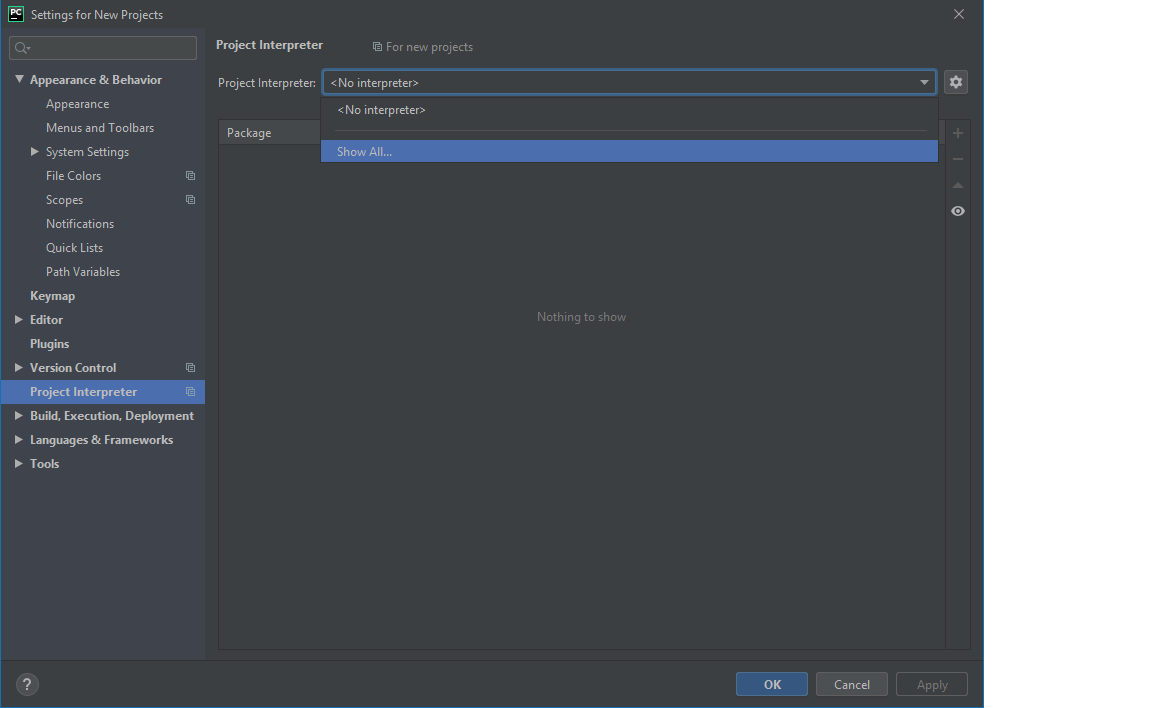 PC Settings for New Projects
Project Interpreter
For new projects
Project Interpreter: <No interpreter>
<No interpreter>
Show All...
Package
Nothing to show
Appearance & Behavior
Appearance
Menus and Toolbars
System Settings
File Colors
Scopes
Notifications
Quick Lists
Path Variables
Keymap
Editor
Plugins
Version Control
Project Interpreter
Build, Execution, Deployment
Languages & Frameworks
Tools
?
OK
Cancel
Apply